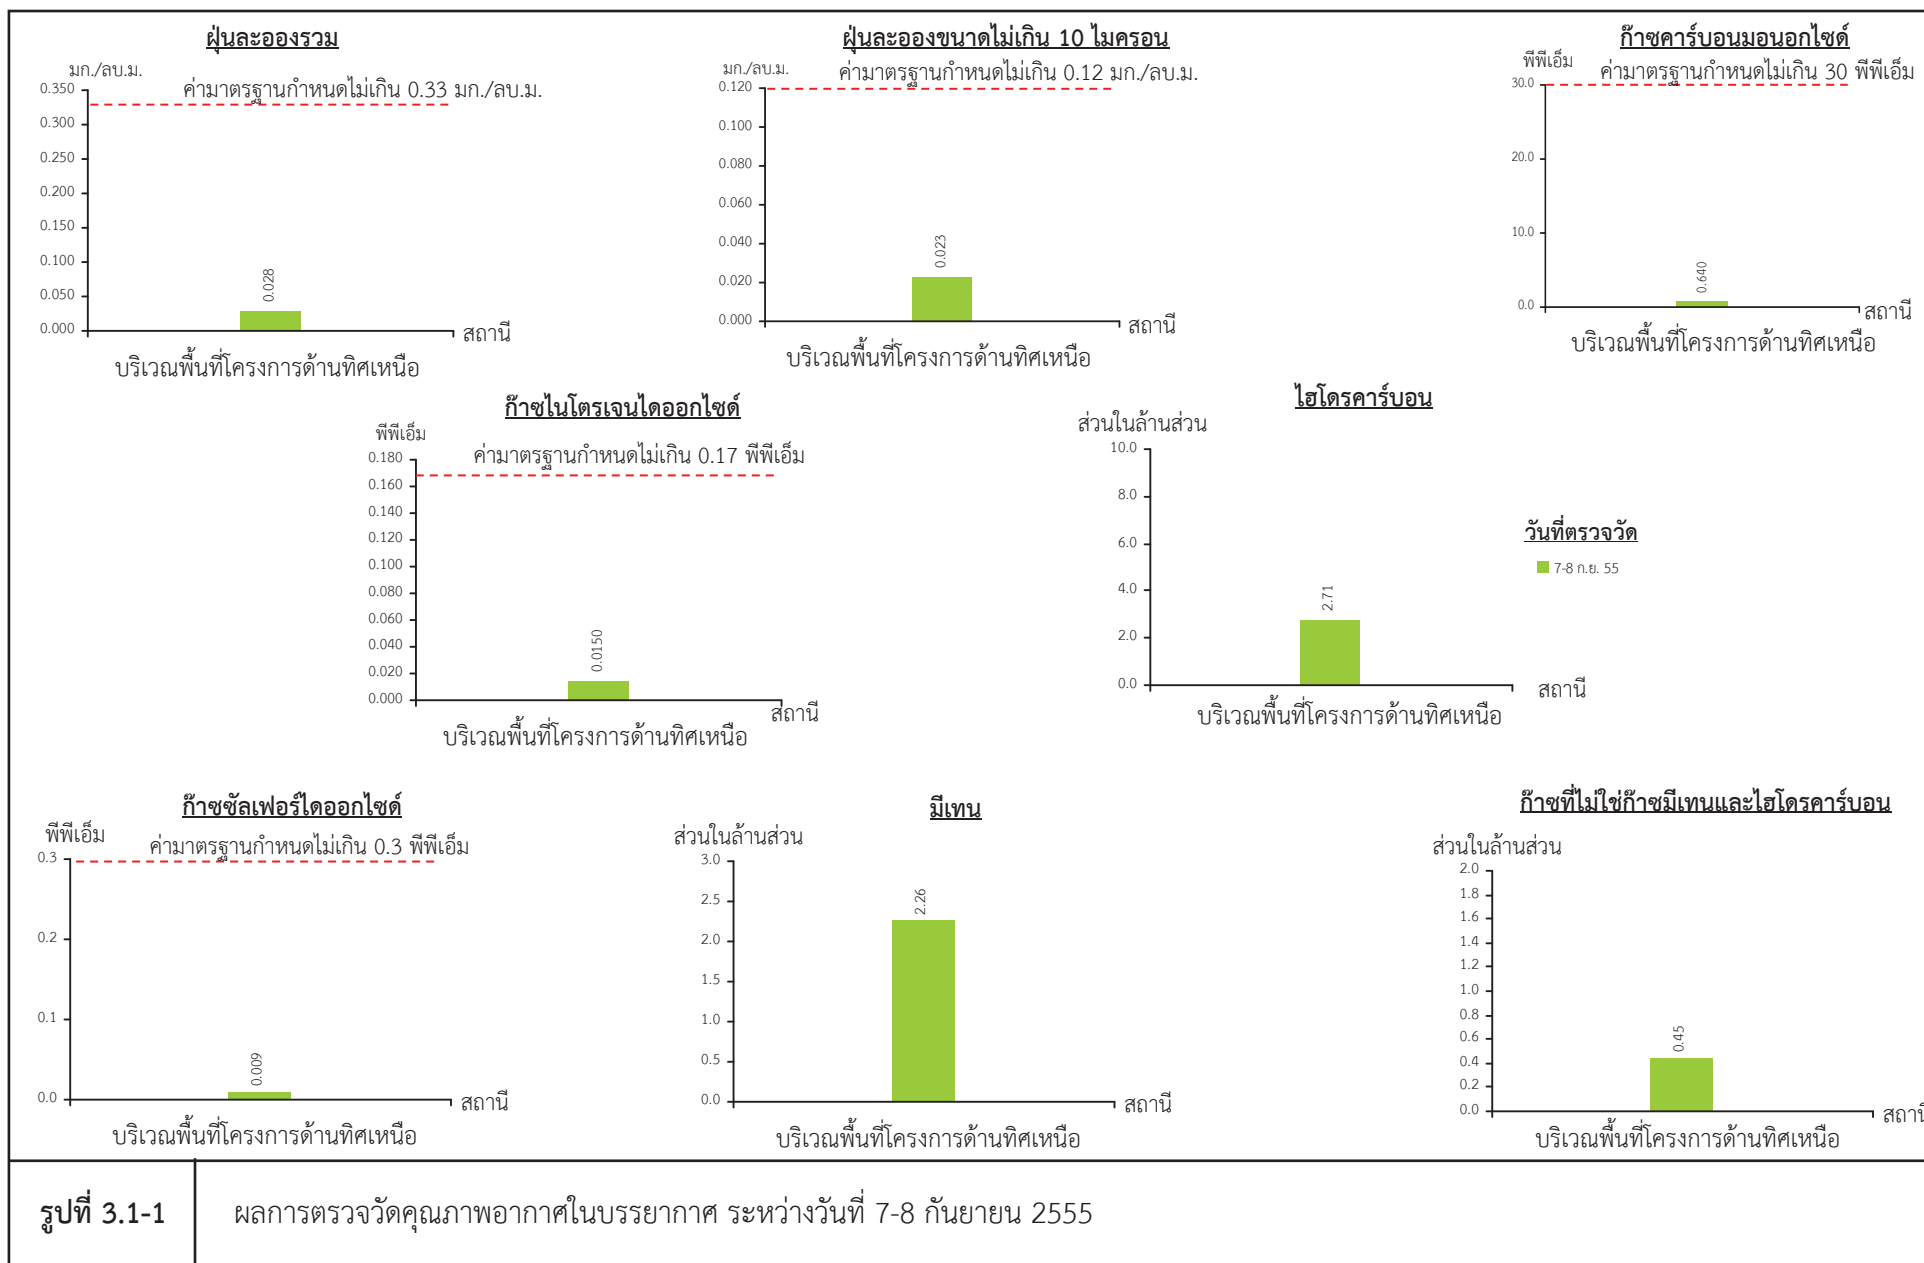 ฝุ่นละอองรวม
มก./ลบ.ม.
ค่ามาตรฐานกำหนดไม่เกิน 0.33 มก./ลบ.ม.
0.350
0.300
0.250
0.200
0.150
0.100
0.050
0.000
0.028
สถานี
บริเวณพื้นที่โครงการด้านทิศเหนือ
ฝุ่นละอองขนาดไม่เกิน 10 ไมครอน
มก./ลบ.ม.
ค่ามาตรฐานกำหนดไม่เกิน 0.12 มก./ลบ.ม.
0.120
0.100
0.080
0.060
0.040
0.020
0.000
0.023
สถานี
บริเวณพื้นที่โครงการด้านทิศเหนือ
ก๊าซคาร์บอนมอนอกไซด์
พีพีเอ็ม
ค่ามาตรฐานกำหนดไม่เกิน 30 พีพีเอ็ม
30.0
20.0
10.0
0.0
0.640
สถานี
บริเวณพื้นที่โครงการด้านทิศเหนือ
ก๊าซไนโตรเจนไดออกไซด์
พีพีเอ็ม
ค่ามาตรฐานกำหนดไม่เกิน 0.17 พีพีเอ็ม
0.180
0.160
0.140
0.120
0.100
0.080
0.060
0.040
0.020
0.000
0.0150
สถานี
บริเวณพื้นที่โครงการด้านทิศเหนือ
ไฮโดรคาร์บอน
ส่วนในล้านส่วน
10.0
8.0
6.0
4.0
2.0
0.0
2.71
สถานี
บริเวณพื้นที่โครงการด้านทิศเหนือ
วันที่ตรวจวัด
7-8 ก.ย. 55
ก๊าซซัลเฟอร์ไดออกไซด์
พีพีเอ็ม
ค่ามาตรฐานกำหนดไม่เกิน 0.3 พีพีเอ็ม
0.3
0.2
0.1
0.0
0.009
สถานี
บริเวณพื้นที่โครงการด้านทิศเหนือ
มีเทน
ส่วนในล้านส่วน
3.0
2.5
2.0
1.5
1.0
0.5
0.0
2.26
สถานี
บริเวณพื้นที่โครงการด้านทิศเหนือ
ก๊าซที่ไม่ใช่ก๊าซมีเทนและไฮโดรคาร์บอน
ส่วนในล้านส่วน
2.0
1.8
1.6
1.4
1.2
1.0
0.8
0.6
0.4
0.2
0.0
0.45
สถานี
บริเวณพื้นที่โครงการด้านทิศเหนือ
รูปที่ 3.1-1
ผลการตรวจวัดคุณภาพอากาศในบรรยากาศ ระหว่างวันที่ 7-8 กันยายน 2555